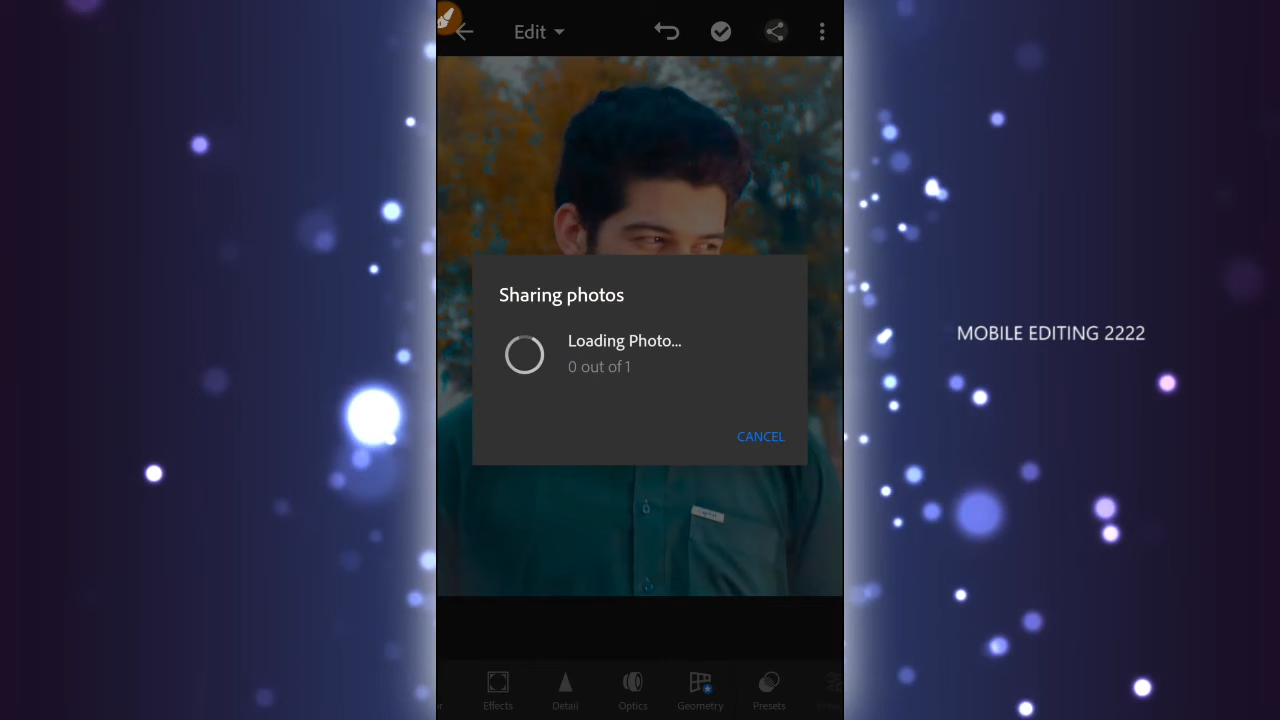 Edit
Sharing photos
Loading Photo...
0 out of 1
CANCEL
MOBILE EDITING 2222
Effects
Detail
Optics
Geometry
Presets